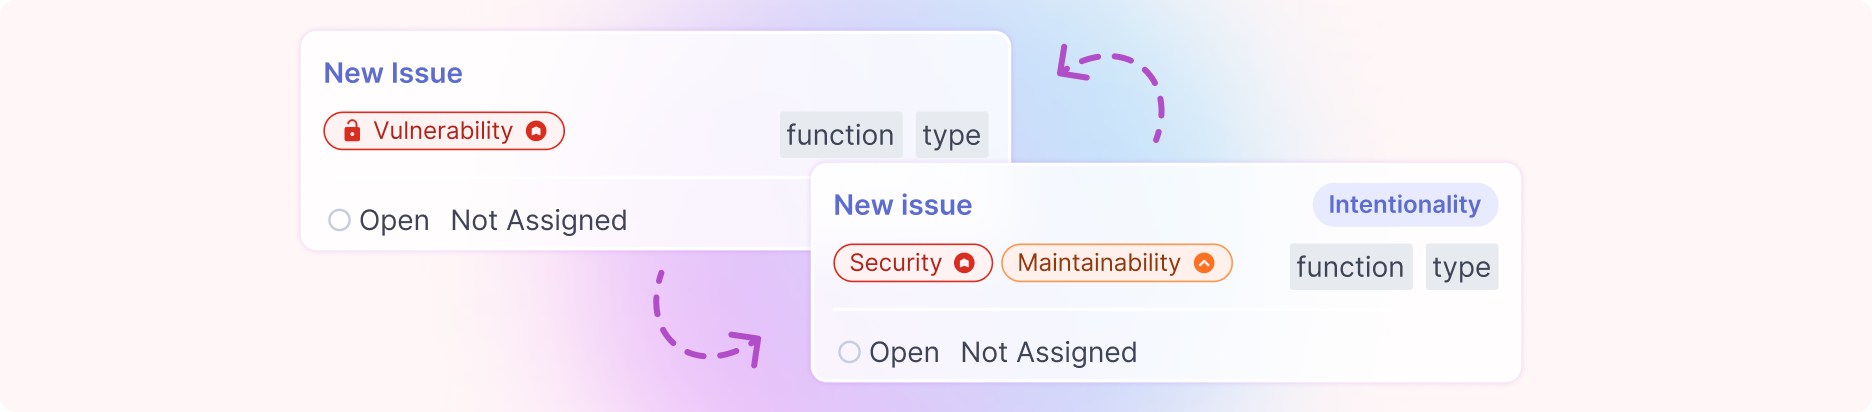 New Issue
Vulnerability
function type
Open Not Assigned
New issue
Intentionality
Security Maintainability
function type
Open Not Assigned